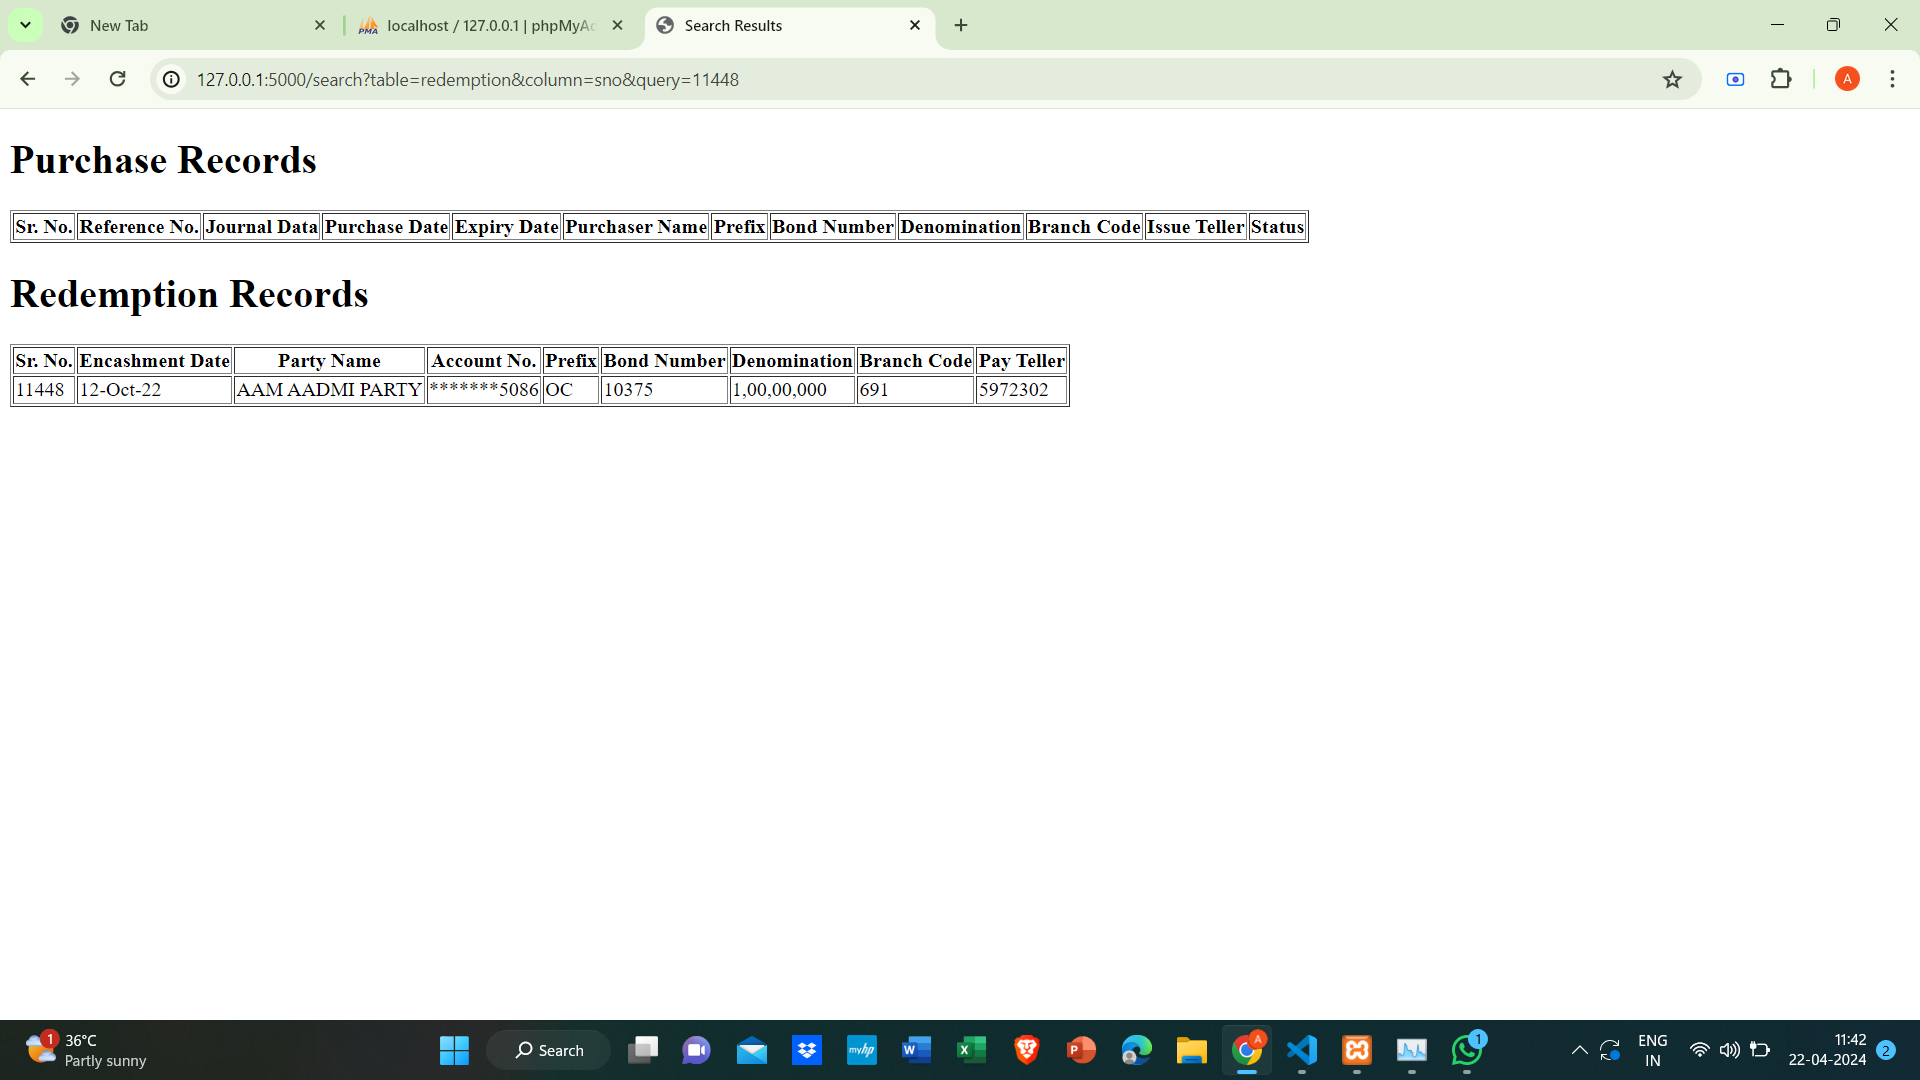 New Tab
localhost / 127.0.0.1 | phpMyAd
Search Results
127.0.0.1:5000/search?table=redemption&column=sno&query=11448
A
Purchase Records
Sr. No. Reference No. Journal Data Purchase Date Expiry Date Purchaser Name Prefix Bond Number Denomination Branch Code Issue Teller Status
Redemption Records
Sr. No. Encashment Date Party Name Account No. Prefix Bond Number Denomination Branch Code Pay Teller
11448 12-Oct-22 AAM AADMI PARTY *******5086 OC 10375 1,00,00,000 691 5972302
1
36°C
Partly sunny
Search
myhp
W
X
P
A
1
ENG
IN
11:42
22-04-2024
2